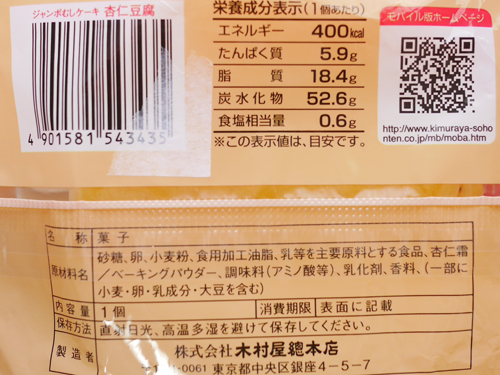 ジャンボむしケーキ 杏仁豆腐
4 901581 543435
栄養成分表示(1個あたり)
エネルギー 400kcal
たんぱく質 5.9g
脂質 18.4g
炭水化物 52.6g
食塩相当量 0.6g
※この表示値は、目安です。
モバイル版ホームページ
http://www.kimuraya-soho
nten.co.jp/mb/moba.htm
名称 菓子
原材料名 砂糖、卵、小麦粉、食用加工油脂、乳等を主要原料とする食品、杏仁霜
/ベーキングパウダー、調味料(アミノ酸等)、乳化剤、香料、(一部に
小麦・卵・乳成分・大豆を含む)
内容量 1個 消費期限 表面に記載
保存方法 直射日光、高温多湿を避けて保存してください。
製造者 株式会社 木村屋總本店
-0061 東京都中央区銀座4-5-7